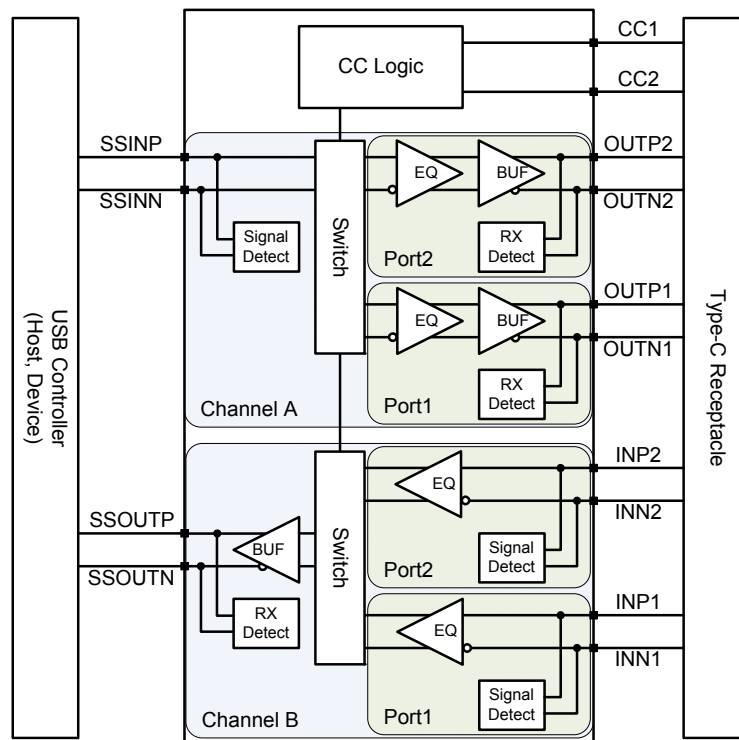 CC1
CC Logic
CC2
SSINP
OUTP2
EQ
BUF
SSINN
OUTN2
Signal
Detect
RX
Detect
Switch
Port2
OUTP1
EQ
BUF
OUTN1
RX
Detect
Channel A
Port1
USB Controller
(Host, Device)
Type-C Receptacle
INP2
EQ
INN2
SSOUTP
BUF
Switch
Signal
Detect
SSOUTN
Port2
RX
Detect
INP1
EQ
INN1
Signal
Detect
Channel B
Port1